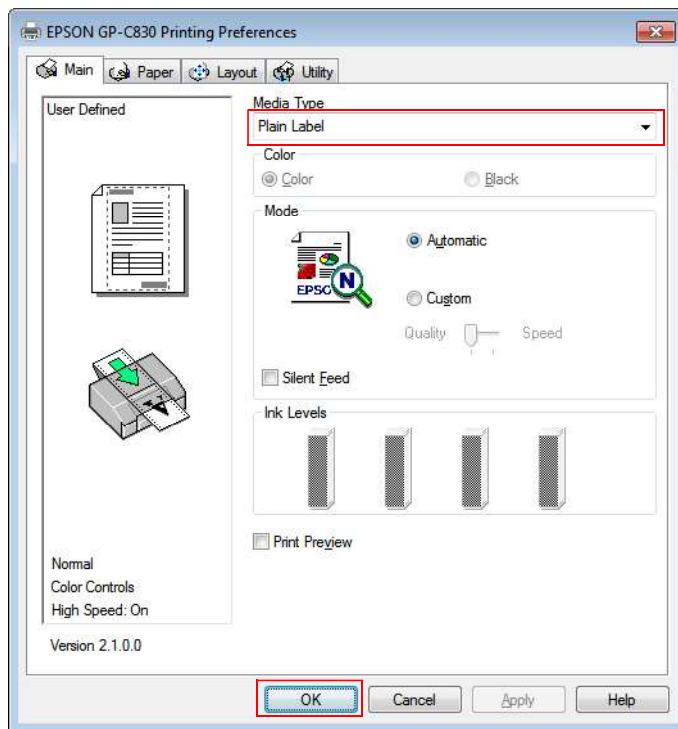 EPSON GP-C830 Printing Preferences
Main Paper Layout Utility
User Defined
Media Type
Plain Label
Color
Color Black
Mode
Automatic
EPSO N
Custom
Quality Speed
Silent Feed
Ink Levels
Print Preview
Normal
Color Controls
High Speed: On
Version 2.1.0.0
OK Cancel Apply Help